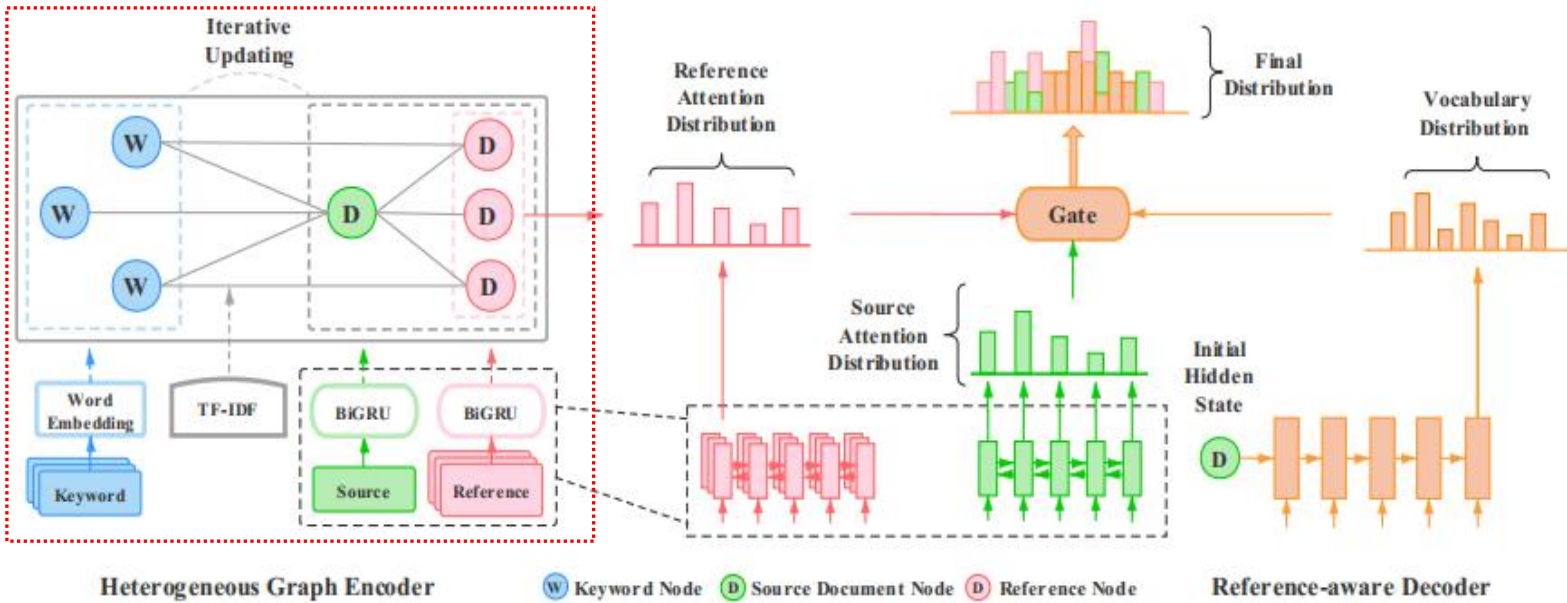 Iterative
Updating
W
W
W
D
D
D
D
Word
Embedding
TF-IDF
BiGRU
BiGRU
Keyword
Source
Reference
Reference
Attention
Distribution
Final
Distribution
Vocabulary
Distribution
Gate
Source
Attention
Distribution
Initial
Hidden
State
D
Heterogeneous Graph Encoder
W Keyword Node
D Source Document Node
D Reference Node
Reference-aware Decoder